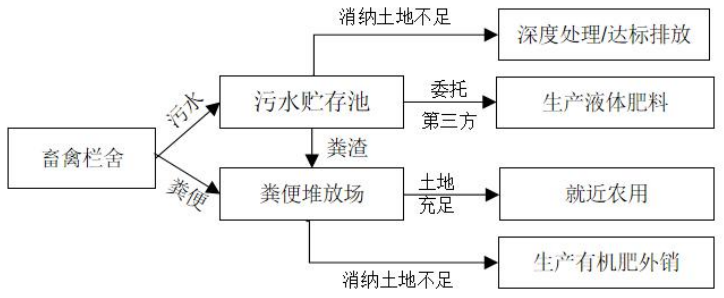 消纳土地不足
深度处理/达标排放
污水
污水贮存池
委托
第三方
生产液体肥料
畜禽栏舍
粪渣
粪便
粪便堆放场
土地
充足
就近农用
消纳土地不足
生产有机肥外销